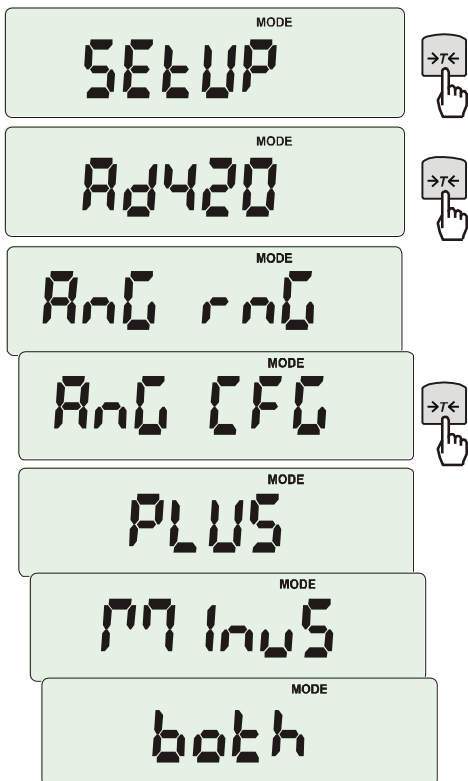 MODE
SEtUP
→T←
MODE
Ad420
→T←
MODE
AnG rnG
MODE
AnG CFG
→T←
MODE
PLUS
MODE
MInuS
MODE
both